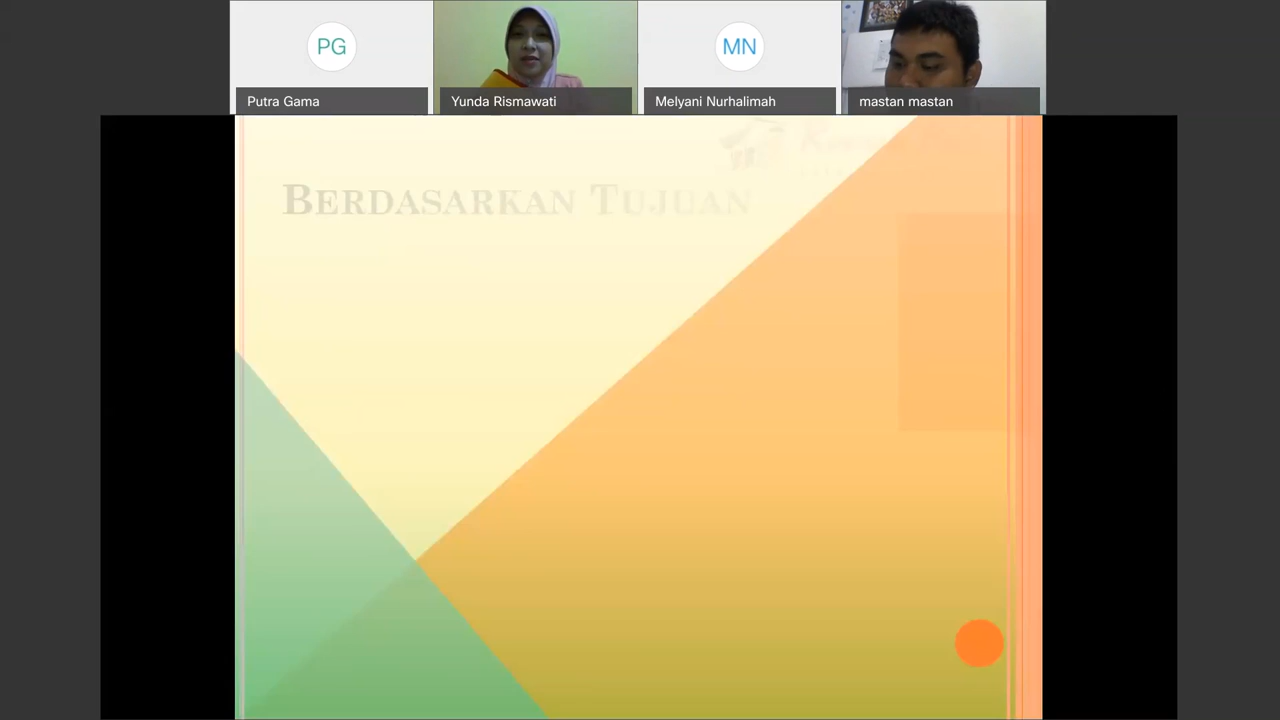 PG
MN
Putra Gama
Yunda Rismawati
Melyani Nurhalimah
mastan mastan
BERDASARKAN TUJUAN